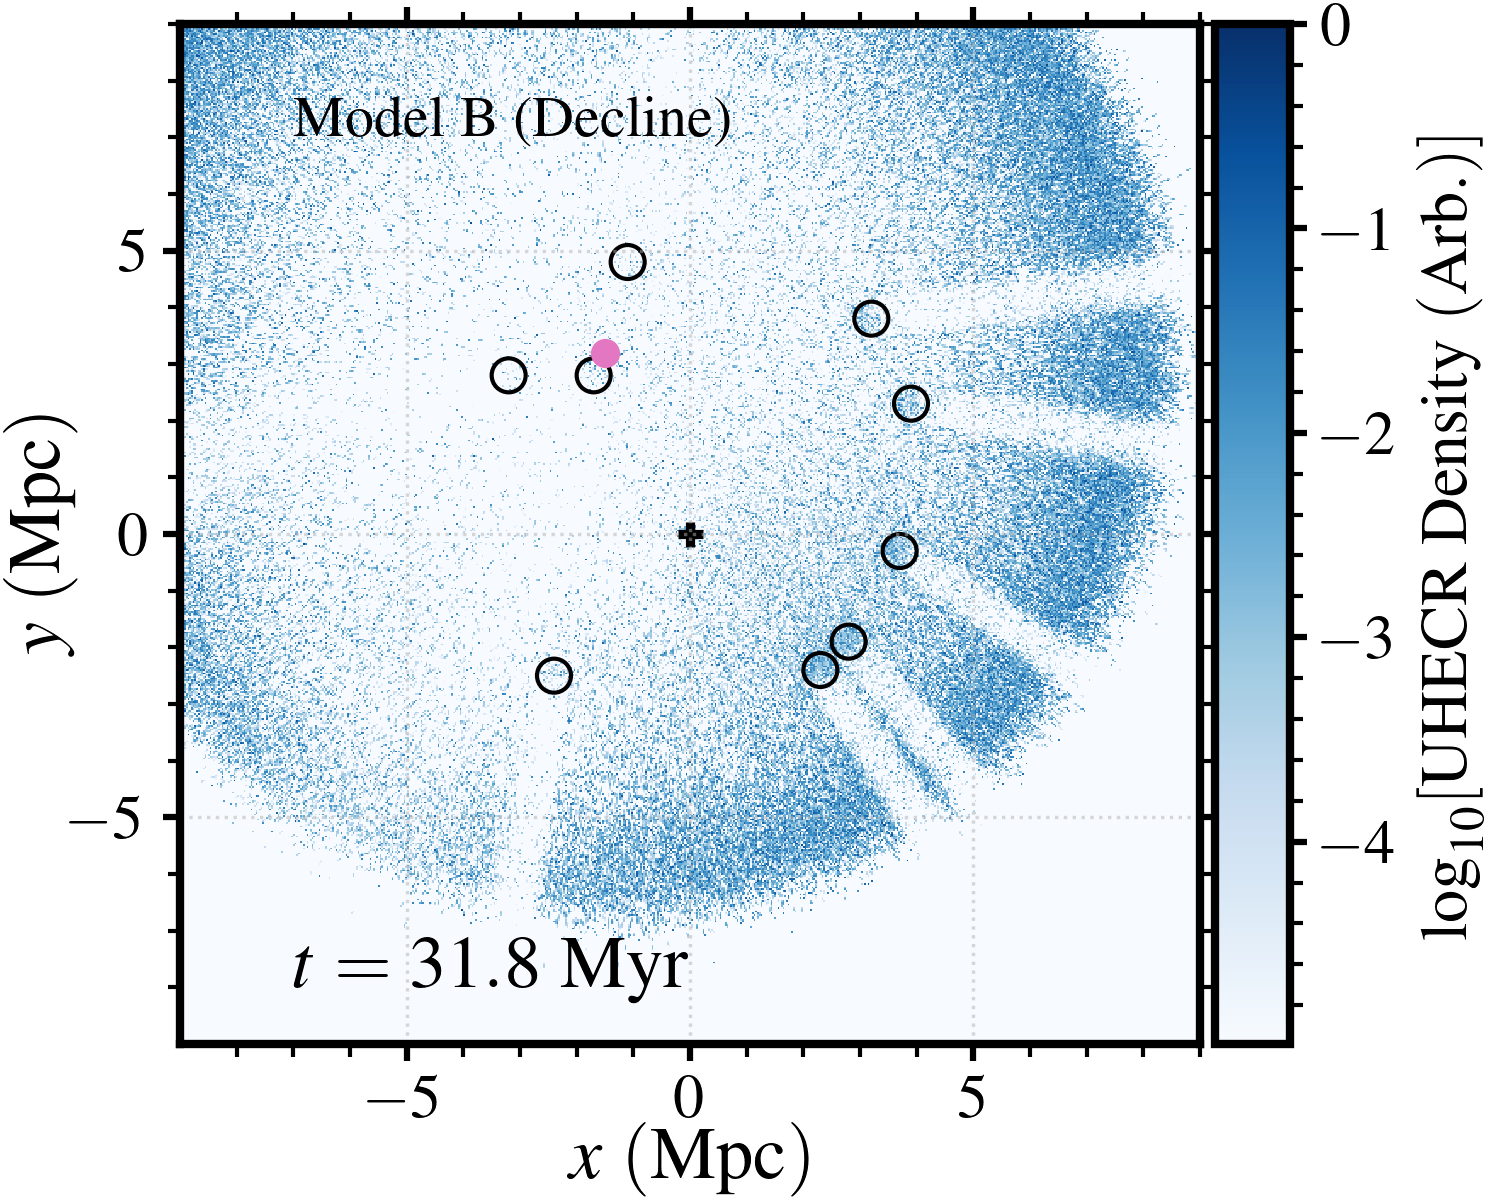 Model B (Decline)
t = 31.8 Myr
5
0
−5
y (Mpc)
−5
0
5
x (Mpc)
0
−1
−2
−3
−4
log10[UHECR Density (Arb.)]